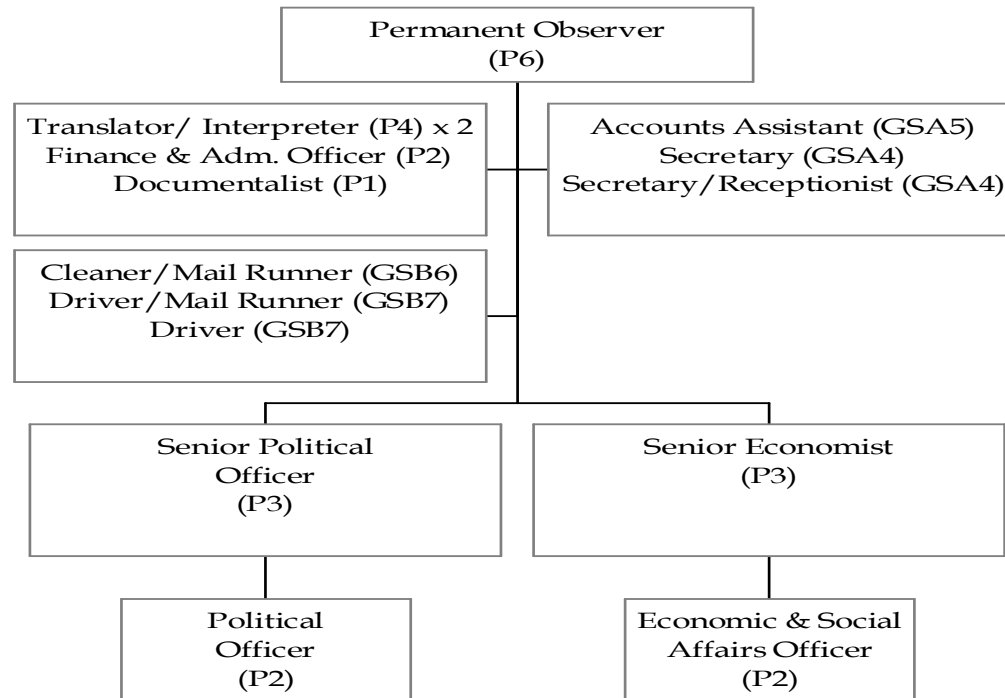 Permanent Observer
(P6)
Translator/ Interpreter (P4) x 2
Finance & Adm. Officer (P2)
Documentalist (P1)
Accounts Assistant (GSA5)
Secretary (GSA4)
Secretary/Receptionist (GSA4)
Cleaner/Mail Runner (GSB6)
Driver/Mail Runner (GSB7)
Driver (GSB7)
Senior Political
Officer
(P3)
Senior Economist
(P3)
Political
Officer
(P2)
Economic & Social
Affairs Officer
(P2)